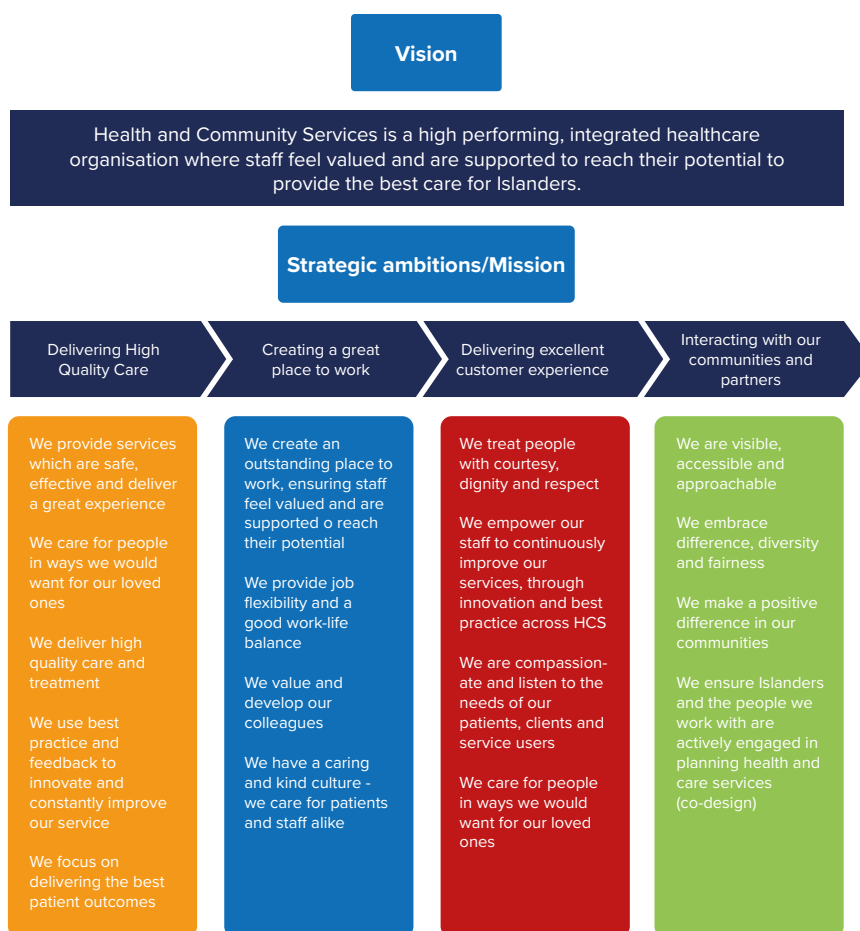 Vision
Health and Community Services is a high performing, integrated healthcare
organisation where staff feel valued and are supported to reach their potential to
provide the best care for Islanders.
Strategic ambitions/Mission
Delivering High
Quality Care
Creating a great
place to work
Delivering excellent
customer experience
Interacting with our
communities and
partners
We provide services
which are safe,
effective and deliver
a great experience
We care for people
in ways we would
want for our loved
ones
We deliver high
quality care and
treatment
We use best
practice and
feedback to
innovate and
constantly improve
our service
We focus on
delivering the best
patient outcomes
We create an
outstanding place to
work, ensuring staff
feel valued and are
supported o reach
their potential
We provide job
flexibility and a
good work-life
balance
We value and
develop our
colleagues
We have a caring
and kind culture -
we care for patients
and staff alike
We treat people
with courtesy,
dignity and respect
We empower our
staff to continuously
improve our
services, through
innovation and best
practice across HCS
We are compassion-
ate and listen to the
needs of our
patients, clients and
service users
We care for people
in ways we would
want for our loved
ones
We are visible,
accessible and
approachable
We embrace
difference, diversity
and fairness
We make a positive
difference in our
communities
We ensure Islanders
and the people we
work with are
actively engaged in
planning health and
care services
(co-design)